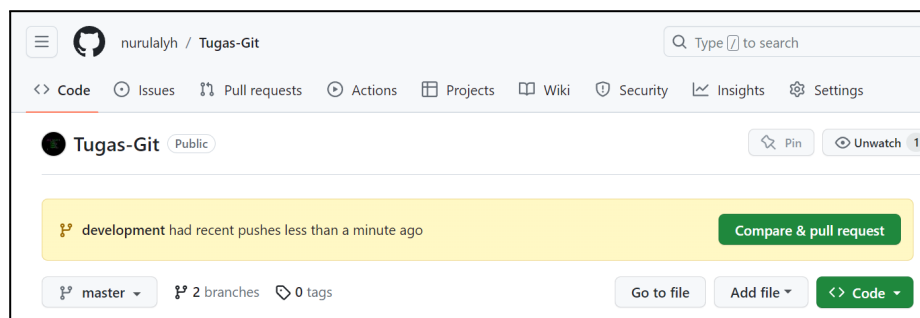 nurulalyh / Tugas-Git
Type / to search
Code Issues Pull requests Actions Projects Wiki Security Insights Settings
Tugas-Git Public Pin Unwatch 1
development had recent pushes less than a minute ago Compare & pull request
master 2 branches 0 tags Go to file Add file Code